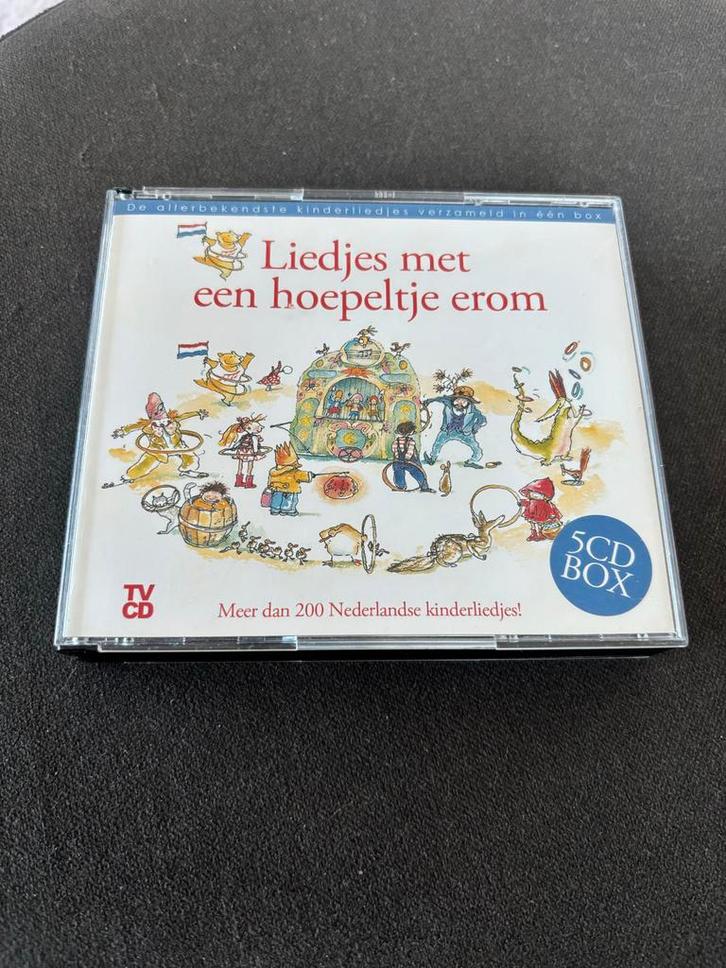 De allerbekendste kinderliedjes verzameld in één box
Liedjes met
een hoepeltje erom
5CD
BOX
TV
CD
Meer dan 200 Nederlandse kinderliedjes!